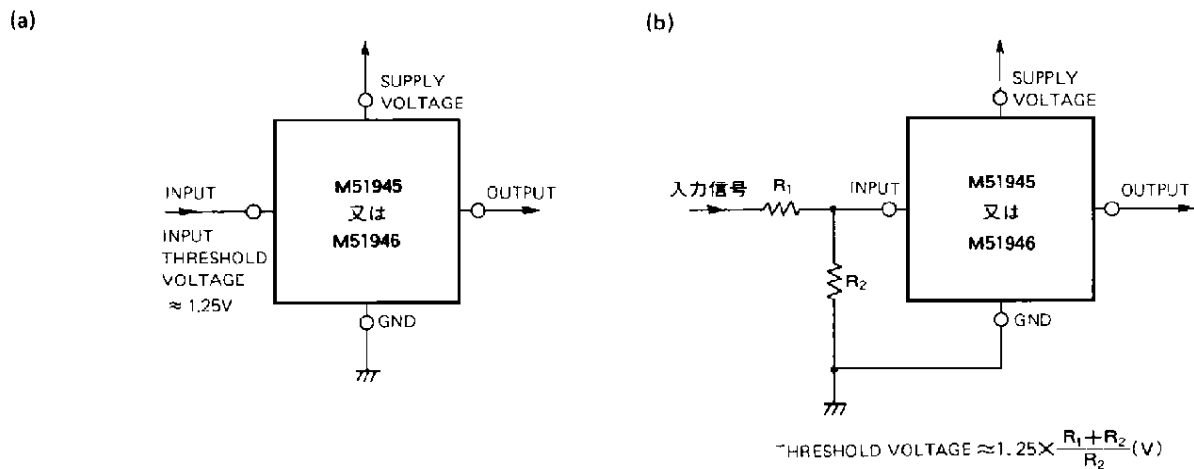 (a)
SUPPLY
VOLTAGE
INPUT
M51945
又は
M51946
OUTPUT
INPUT
THRESHOLD
VOLTAGE
≈ 1.25V
GND
(b)
SUPPLY
VOLTAGE
入力信号
R₁
INPUT
M51945
又は
M51946
OUTPUT
R₂
GND
THRESHOLD VOLTAGE ≈ 1.25 × (R₁+R₂)/R₂ (V)